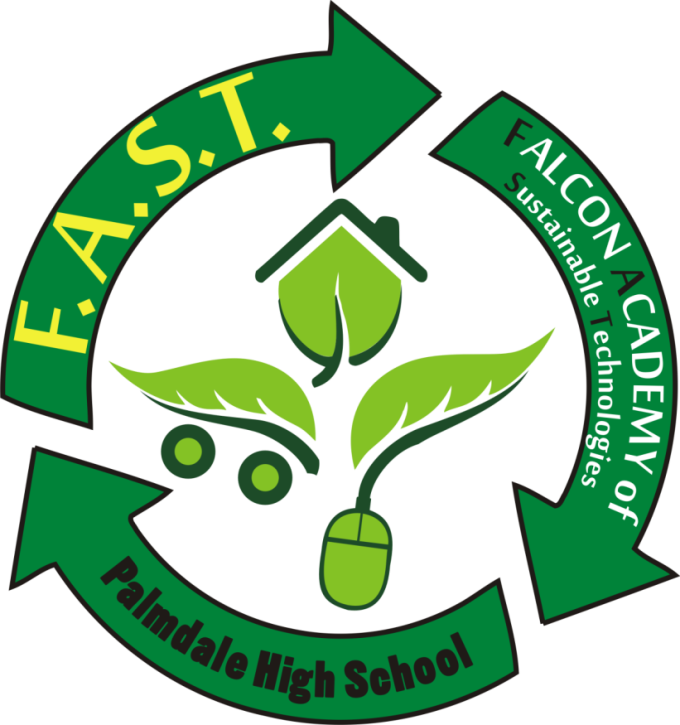 F.A.S.T.
FALCON ACADEMY of
Sustainable Technologies
Palmdale High School